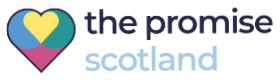 the promise
scotland